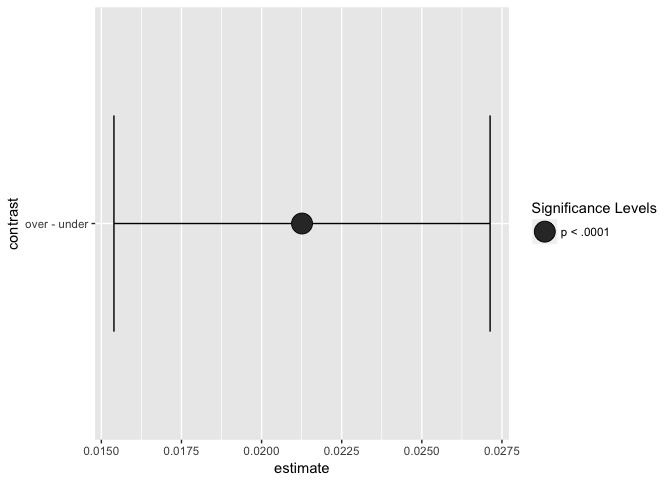 contrast
over - under
0.0150 0.0175 0.0200 0.0225 0.0250 0.0275
estimate
Significance Levels
p < .0001